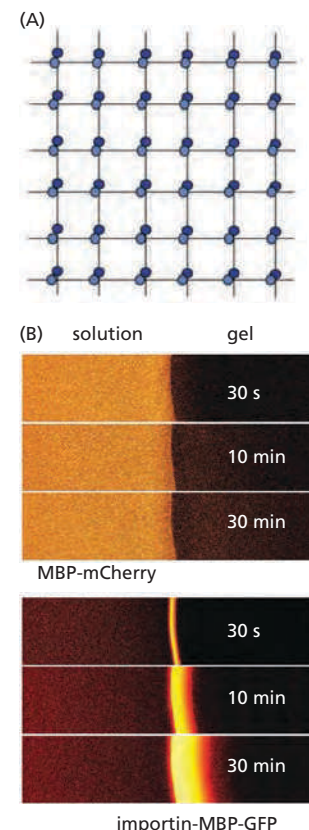 (A)
(B) solution gel
30 s
10 min
30 min
MBP-mCherry
30 s
10 min
30 min
importin-MBP-GFP